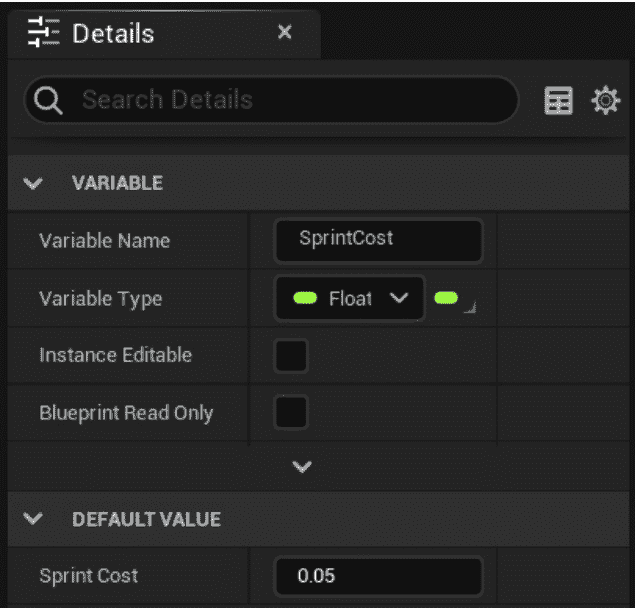 Details
Search Details
VARIABLE
Variable Name SprintCost
Variable Type Float
Instance Editable
Blueprint Read Only
DEFAULT VALUE
Sprint Cost 0.05